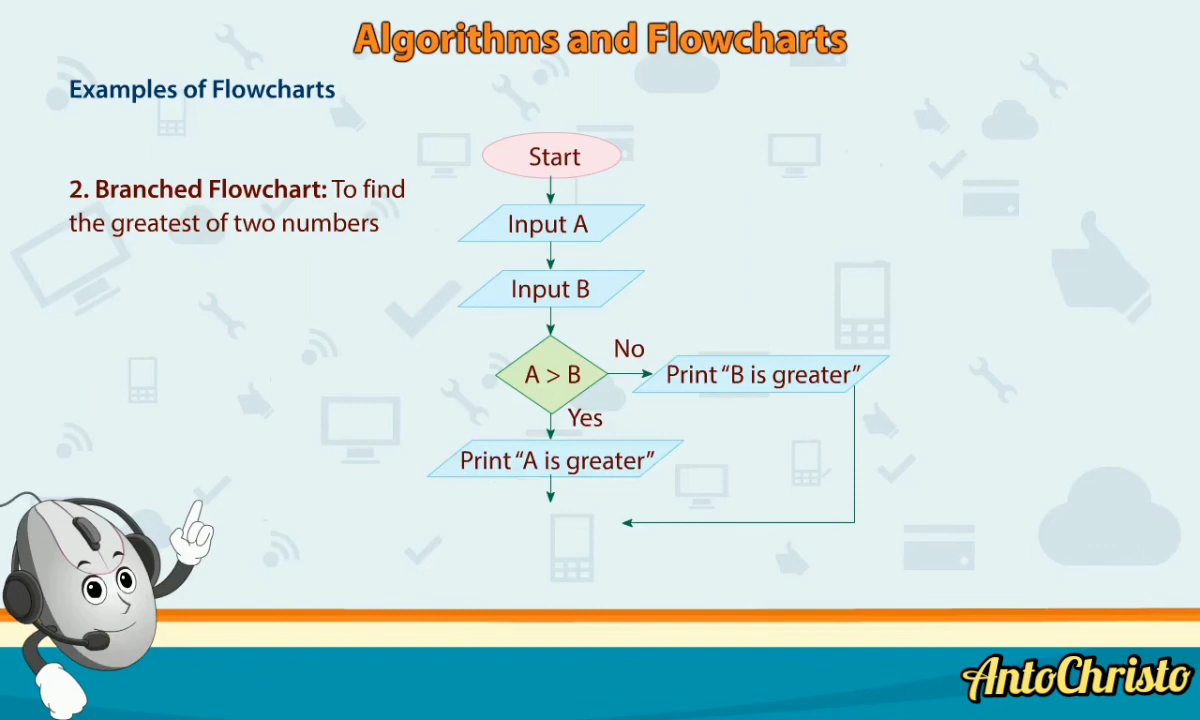 Algorithms and Flowcharts
Examples of Flowcharts
2. Branched Flowchart: To find
the greatest of two numbers
Start
Input A
Input B
A > B
No
Print “B is greater”
Yes
Print “A is greater”
AntoChristo